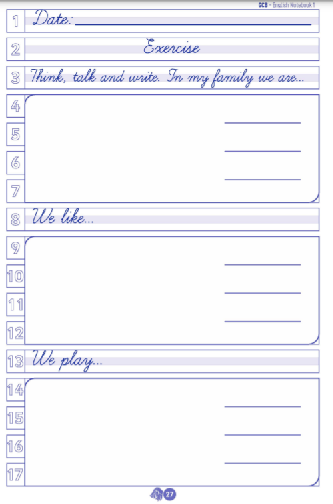 SCB - English Notebook 1
1 Date:
2 Exercise
3 Think, talk and write. In my family we are...
4
5
6
7
8 We like...
9
10
11
12
13 We play...
14
15
16
17
27